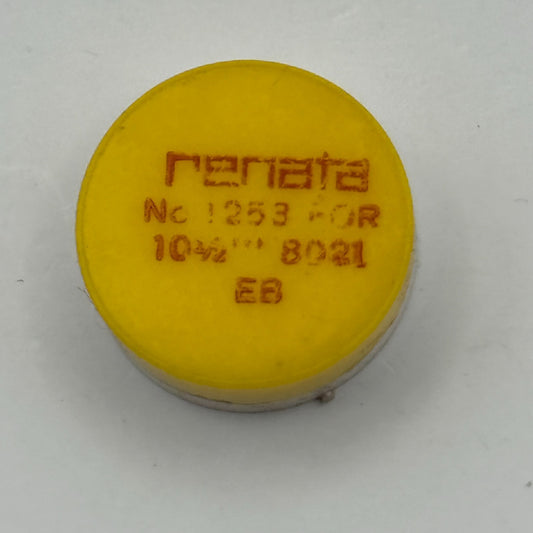 renata
No 1253 FOR
10½''' 8021
EB